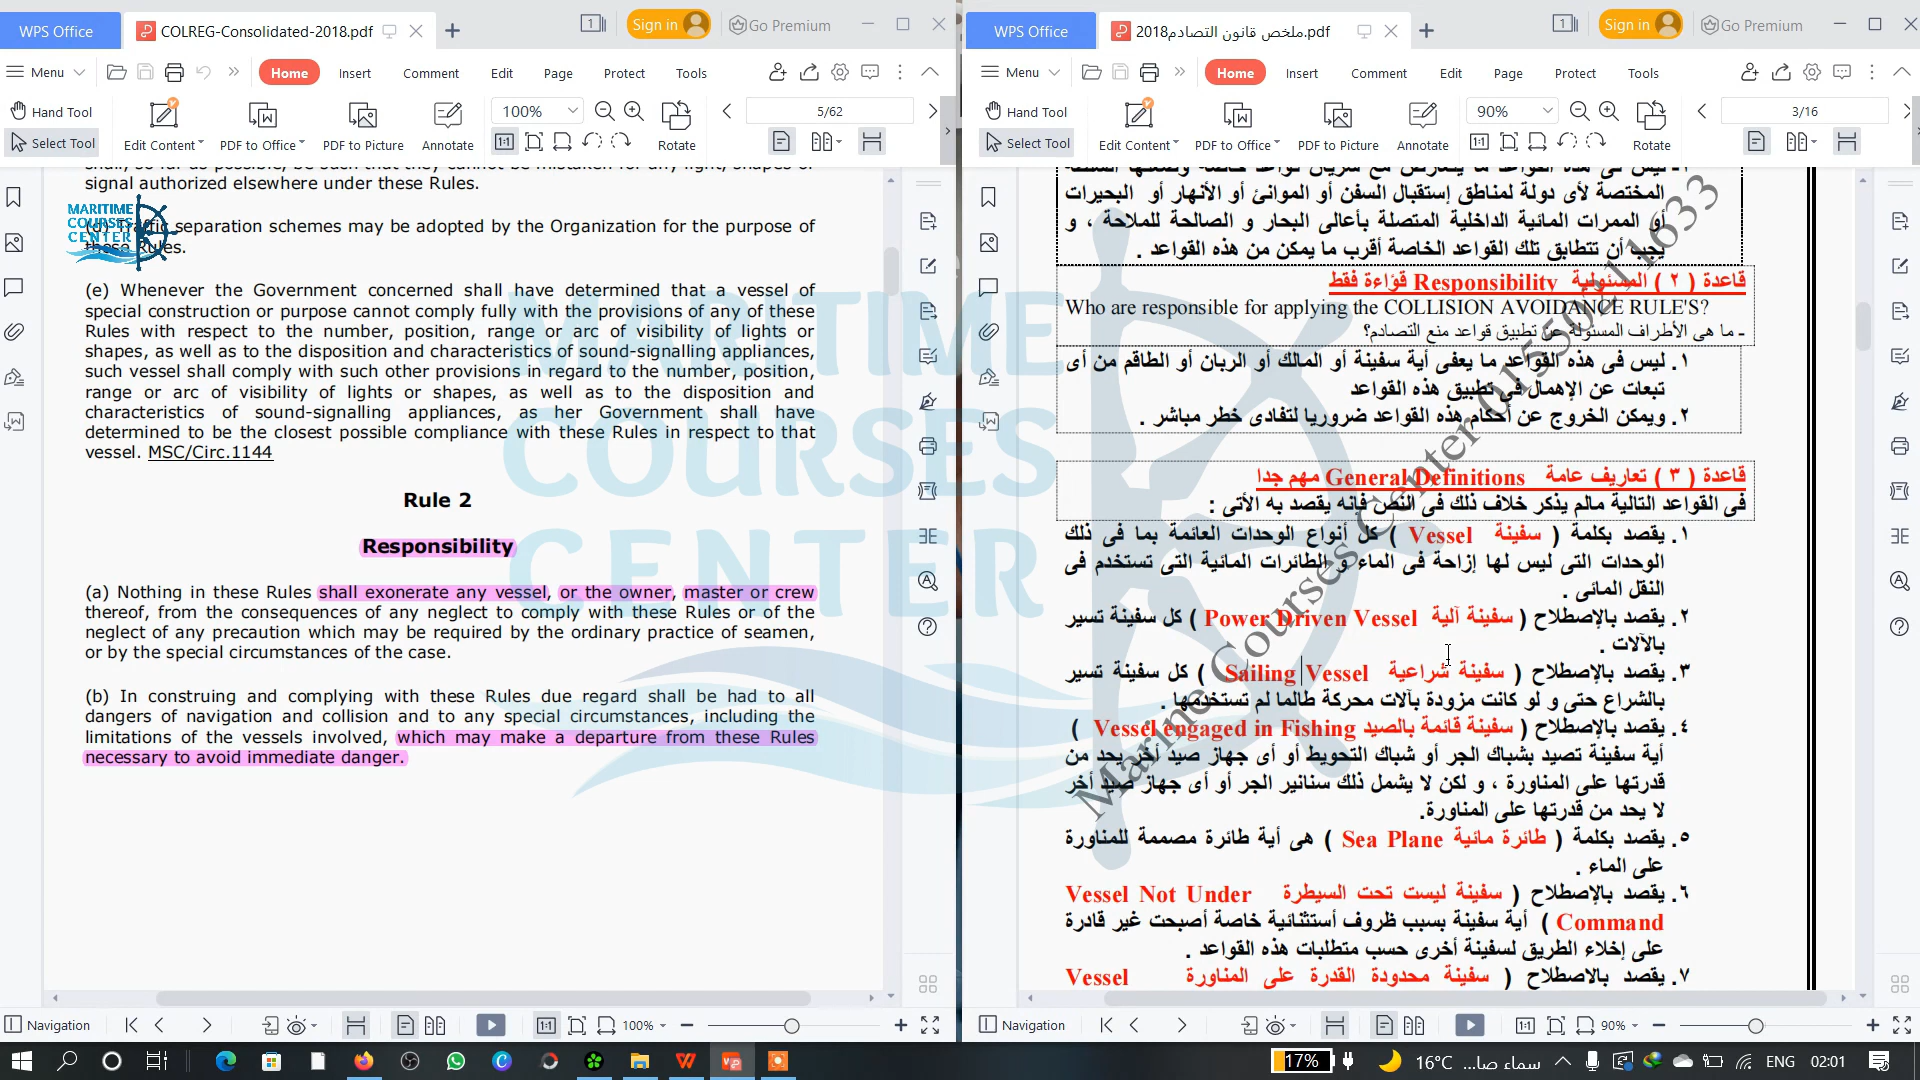 WPS Office
COLREG-Consolidated-2018.pdf
Sign in
Go Premium
Menu
Home
Insert
Comment
Edit
Page
Protect
Tools
Hand Tool
Select Tool
Edit Content
PDF to Office
PDF to Picture
Annotate
100%
5/62
Rotate
signal authorized elsewhere under these Rules.
MARITIME
COURSES
CENTER
(d) Traffic separation schemes may be adopted by the Organization for the purpose of
these Rules.
(e) Whenever the Government concerned shall have determined that a vessel of
special construction or purpose cannot comply fully with the provisions of any of these
Rules with respect to the number, position, range or arc of visibility of lights or
shapes, as well as to the disposition and characteristics of sound-signalling appliances,
such vessel shall comply with such other provisions in regard to the number, position,
range or arc of visibility of lights or shapes, as well as to the disposition and
characteristics of sound-signalling appliances, as her Government shall have
determined to be the closest possible compliance with these Rules in respect to that
vessel. MSC/Circ.1144
Rule 2
Responsibility
(a) Nothing in these Rules shall exonerate any vessel, or the owner, master or crew
thereof, from the consequences of any neglect to comply with these Rules or of the
neglect of any precaution which may be required by the ordinary practice of seamen,
or by the special circumstances of the case.
(b) In construing and complying with these Rules due regard shall be had to all
dangers of navigation and collision and to any special circumstances, including the
limitations of the vessels involved, which may make a departure from these Rules
necessary to avoid immediate danger.
MARITIME
COURSES
CENTER
Navigation
100%
WPS Office
ملخص قانون التصادم2018.pdf
Sign in
Go Premium
Menu
Home
Insert
Comment
Edit
Page
Protect
Tools
Hand Tool
Select Tool
Edit Content
PDF to Office
PDF to Picture
Annotate
90%
3/16
Rotate
المختصة لأى دولة لمناطق إستقبال السفن أو الموانئ أو الأنهار أو البحيرات
أو الممرات المائية الداخلية المتصلة بأعالى البحار و الصالحة للملاحة ، و
يجب أن تتطابق تلك القواعد الخاصة أقرب ما يمكن من هذه القواعد .
قاعدة ( ٢ ) المسئولية Responsibility قؤاءة فقط
Who are responsible for applying the COLLISION AVOIDANCE RULE'S?
- ما هى الأطراف المسئولة عن تطبيق قواعد منع التصادم؟
١. ليس فى هذه القواعد ما يعفى أية سفينة أو المالك أو الربان أو الطاقم من أى
تبعات عن الإهمال فى تطبيق هذه القواعد
٢. ويمكن الخروج عن أحكام هذه القواعد ضروريا لتفادى خطر مباشر .
قاعدة ( ٣ ) تعاريف عامة General Definitions مهم جدا
فى القواعد التالية مالم يذكر خلاف ذلك فى النص فإنه يقصد به الأتى :
١. يقصد بكلمة ( سفينة Vessel ) كل أنواع الوحدات العائمة بما فى ذلك
الوحدات التى ليس لها إزاحة فى الماء و الطائرات المائية التى تستخدم فى
النقل المائى .
٢. يقصد بالإصطلاح ( سفينة آلية Power Driven Vessel ) كل سفينة تسير
بالآلات .
٣. يقصد بالإصطلاح ( سفينة شراعية Sailing Vessel ) كل سفينة تسير
بالشراع حتى و لو كانت مزودة بآلات محركة طالما لم تستخدمها .
٤. يقصد بالإصطلاح ( سفينة قائمة بالصيد Vessel engaged in Fishing )
أية سفينة تصيد بشباك الجر أو شباك التحويط أو أى جهاز صيد أخر يحد من
قدرتها على المناورة ، و لكن لا يشمل ذلك سنانير الجر أو أى جهاز صيد أخر
لا يحد من قدرتها على المناورة.
٥. يقصد بكلمة ( طائرة مائية Sea Plane ) هى أية طائرة مصممة للمناورة
على الماء .
٦. يقصد بالإصطلاح ( سفينة ليست تحت السيطرة Vessel Not Under
Command ) أية سفينة بسبب ظروف أستثنائية خاصة أصبحت غير قادرة
على إخلاء الطريق لسفينة أخرى حسب متطلبات هذه القواعد .
٧. يقصد بالاصطلاح ( سفينة محدودة القدرة على المناورة Vessel
Marine Courses Center 01550211633
Navigation
90%
17%
16°C
سماء صا...
ENG
02:01